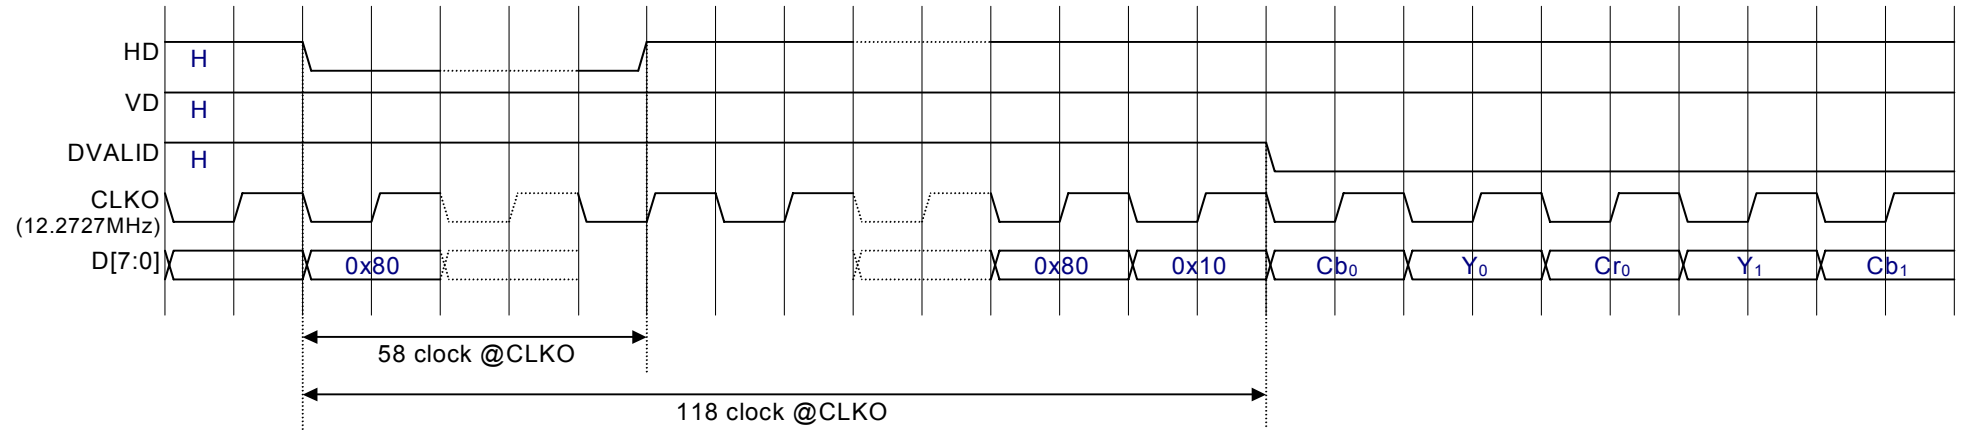 HD H
VD H
DVALID H
CLKO
(12.2727MHz)
D[7:0] 0x80 0x80 0x10 Cb0 Y0 Cr0 Y1 Cb1
58 clock @CLKO
118 clock @CLKO